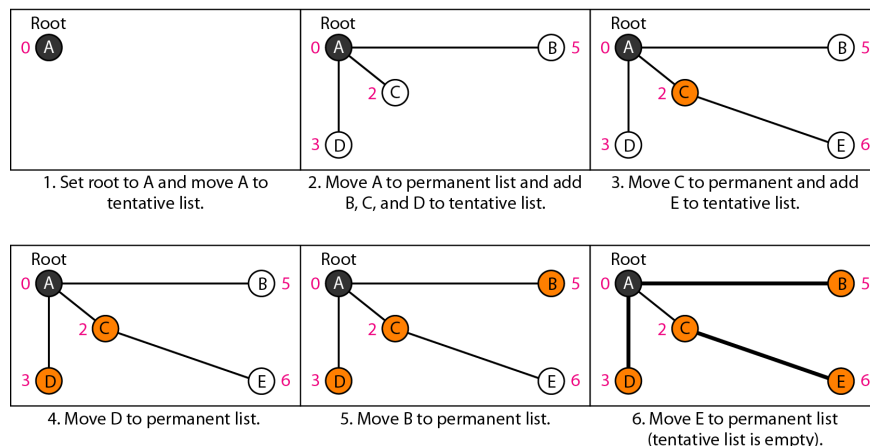 Root
0 A
1. Set root to A and move A to
tentative list.
Root
0 A B 5
2 C
3 D
2. Move A to permanent list and add
B, C, and D to tentative list.
Root
0 A B 5
2 C
3 D E 6
3. Move C to permanent and add
E to tentative list.
Root
0 A B 5
2 C
3 D E 6
4. Move D to permanent list.
Root
0 A B 5
2 C
3 D E 6
5. Move B to permanent list.
Root
0 A B 5
2 C
3 D E 6
6. Move E to permanent list
(tentative list is empty).